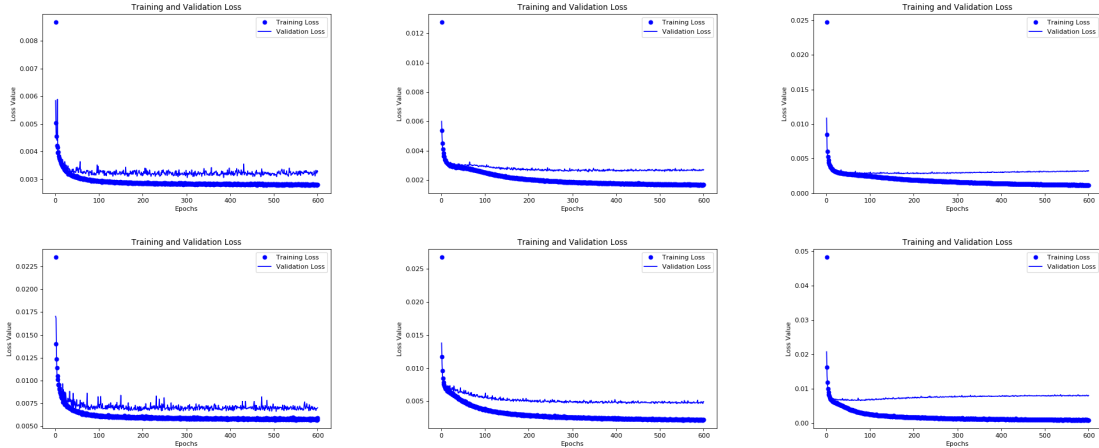 Training and Validation Loss
Training Loss
Validation Loss
Loss Value
0.008
0.007
0.006
0.005
0.004
0.003
0
100
200
300
400
500
600
Epochs
Training and Validation Loss
Training Loss
Validation Loss
Loss Value
0.012
0.010
0.008
0.006
0.004
0.002
0
100
200
300
400
500
600
Epochs
Training and Validation Loss
Training Loss
Validation Loss
Loss Value
0.025
0.020
0.015
0.010
0.005
0.000
0
100
200
300
400
500
600
Epochs
Training and Validation Loss
Training Loss
Validation Loss
Loss Value
0.0225
0.0200
0.0175
0.0150
0.0125
0.0100
0.0075
0.0050
0
100
200
300
400
500
600
Epochs
Training and Validation Loss
Training Loss
Validation Loss
Loss Value
0.025
0.020
0.015
0.010
0.005
0
100
200
300
400
500
600
Epochs
Training and Validation Loss
Training Loss
Validation Loss
Loss Value
0.05
0.04
0.03
0.02
0.01
0.00
0
100
200
300
400
500
600
Epochs